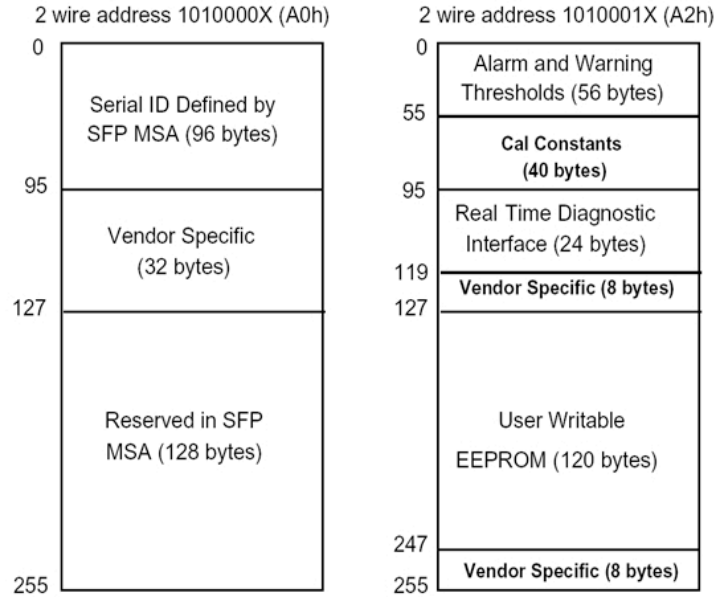 2 wire address 1010000X (A0h)
0
Serial ID Defined by
SFP MSA (96 bytes)
95
Vendor Specific
(32 bytes)
127
Reserved in SFP
MSA (128 bytes)
255
2 wire address 1010001X (A2h)
0
Alarm and Warning
Thresholds (56 bytes)
55
Cal Constants
(40 bytes)
95
Real Time Diagnostic
Interface (24 bytes)
119
Vendor Specific (8 bytes)
127
User Writable
EEPROM (120 bytes)
247
Vendor Specific (8 bytes)
255